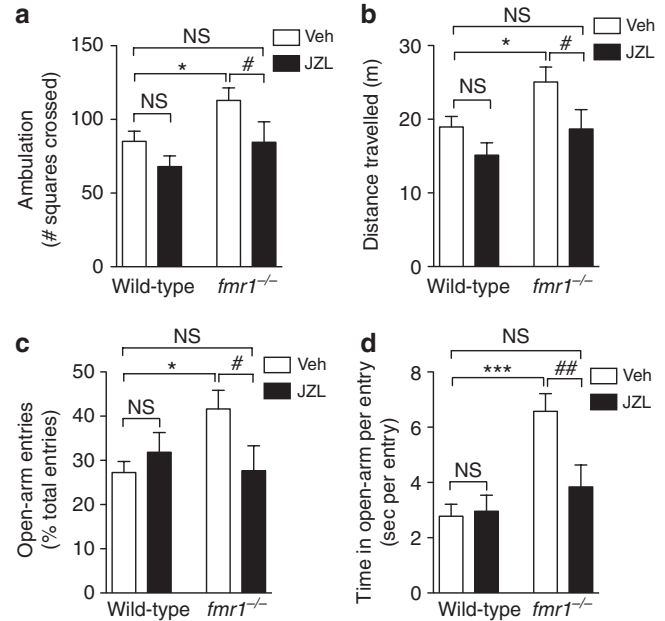 a
NS
Veh
JZL
*
#
NS
150
100
50
0
Ambulation
(# squares crossed)
Wild-type
fmr1⁻/⁻
b
NS
Veh
JZL
*
#
NS
30
20
10
0
Distance travelled (m)
Wild-type
fmr1⁻/⁻
c
NS
Veh
JZL
*
#
NS
50
40
30
20
10
0
Open-arm entries
(% total entries)
Wild-type
fmr1⁻/⁻
d
NS
Veh
JZL
***
##
NS
8
6
4
2
0
Time in open-arm per entry
(sec per entry)
Wild-type
fmr1⁻/⁻